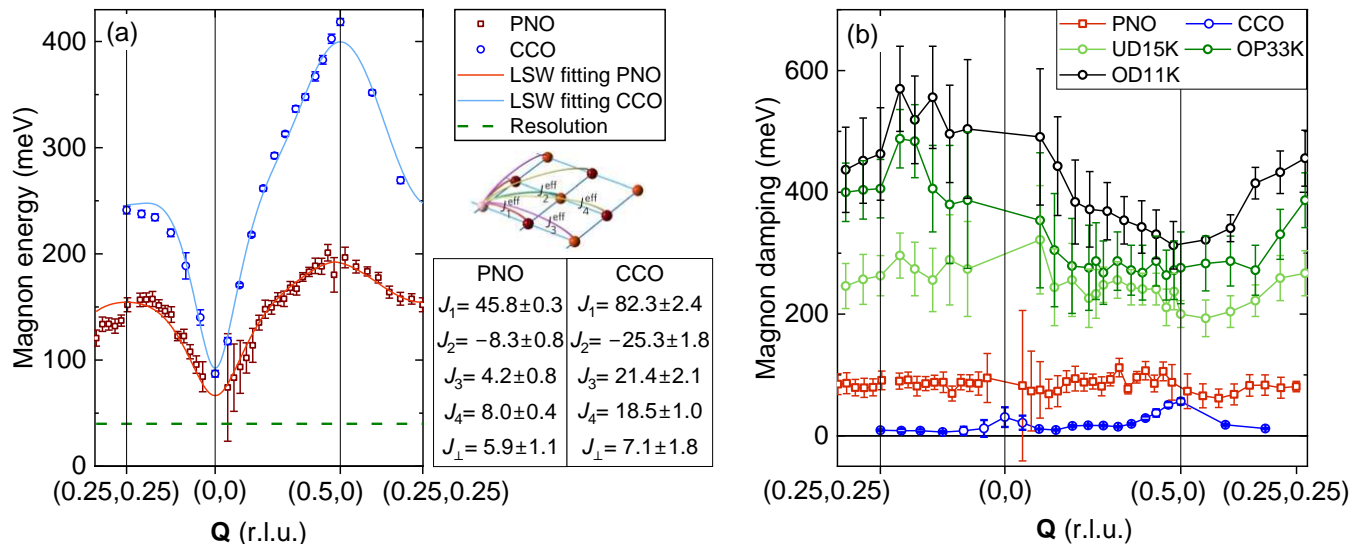 (a)
PNO
CCO
LSW fitting PNO
LSW fitting CCO
Resolution
Magnon energy (meV)
400
300
200
100
0
(0.25,0.25)
(0,0)
(0.5,0)
(0.25,0.25)
Q (r.l.u.)
J1eff
J2eff
J3eff
J4eff
PNO CCO
J1= 45.8±0.3 J1= 82.3±2.4
J2= −8.3±0.8 J2= −25.3±1.8
J3= 4.2±0.8 J3= 21.4±2.1
J4= 8.0±0.4 J4= 18.5±1.0
J⊥= 5.9±1.1 J⊥= 7.1±1.8
(b)
PNO CCO
UD15K OP33K
OD11K
Magnon damping (meV)
600
400
200
0
(0.25,0.25)
(0,0)
(0.5,0)
(0.25,0.25)
Q (r.l.u.)